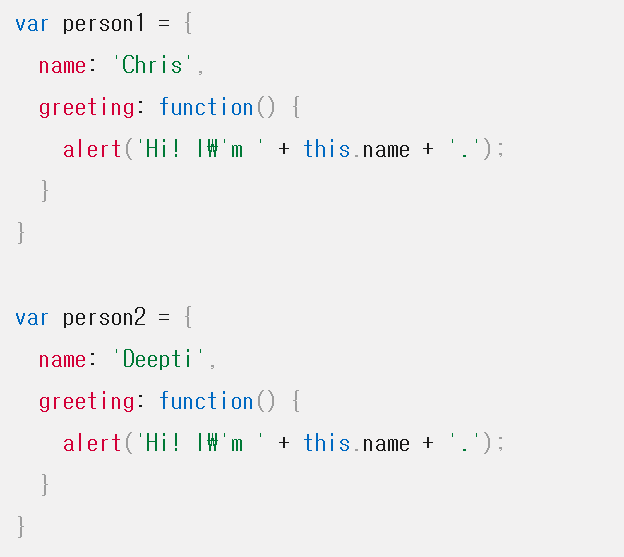 var person1 = {
  name: 'Chris',
  greeting: function() {
    alert('Hi! I₩'m ' + this.name + '.');
  }
}

var person2 = {
  name: 'Deepti',
  greeting: function() {
    alert('Hi! I₩'m ' + this.name + '.');
  }
}